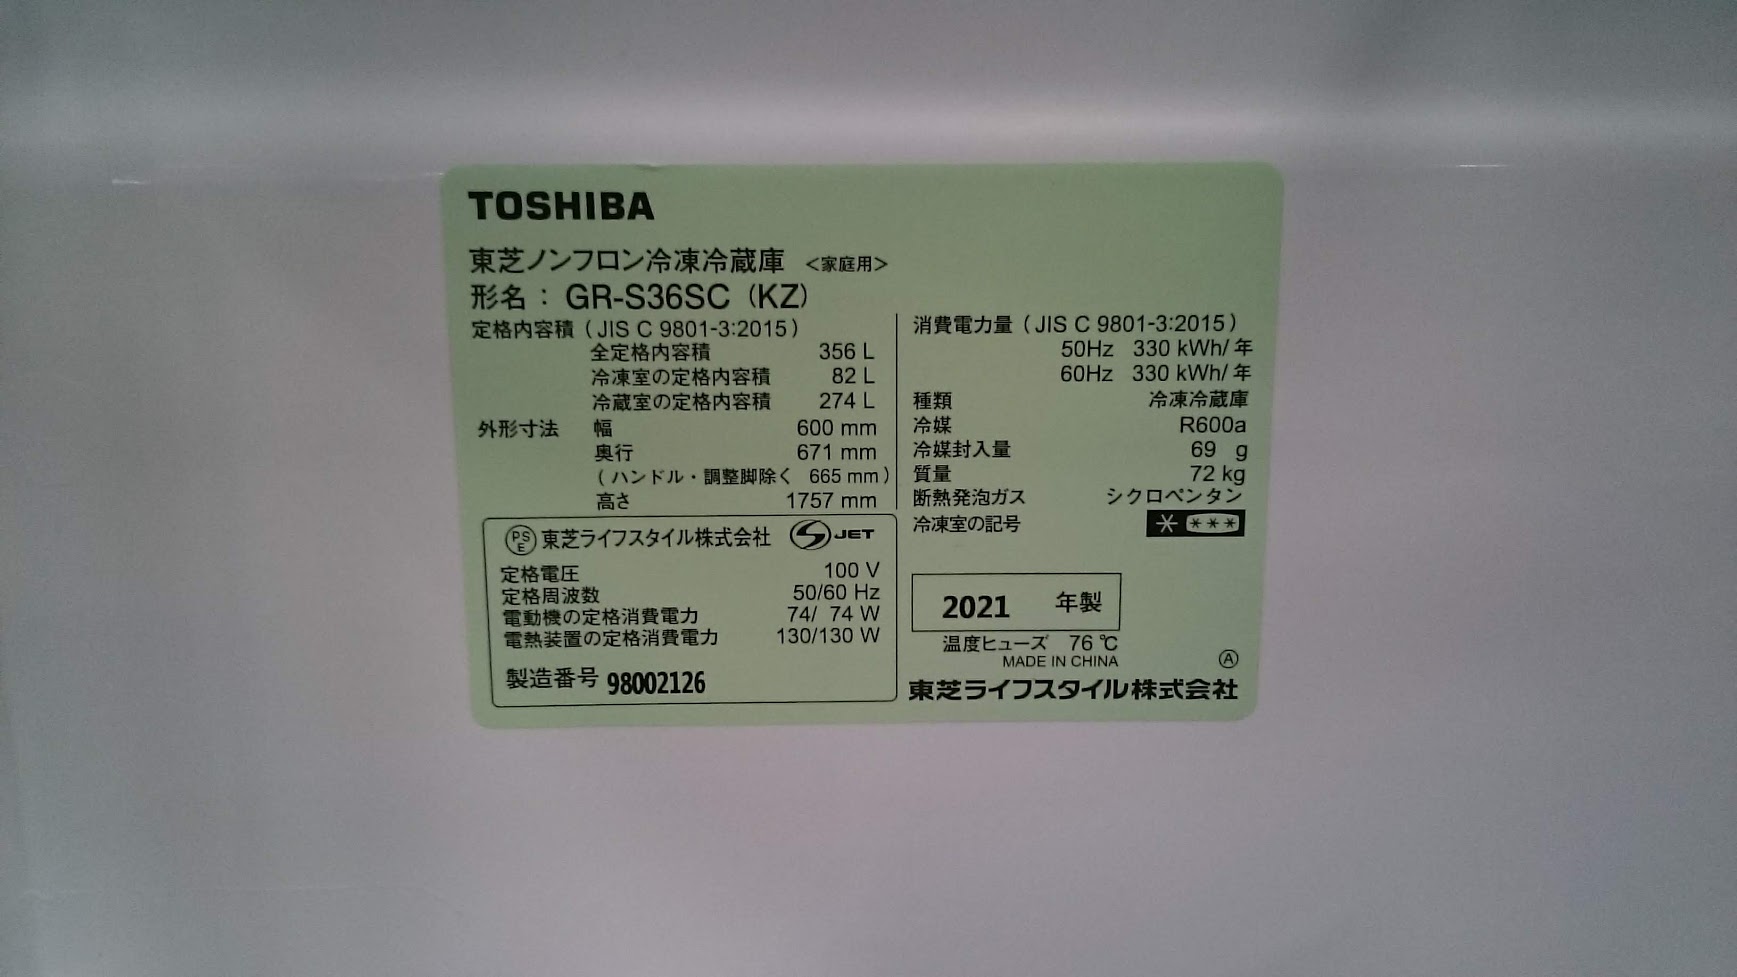 TOSHIBA
東芝ノンフロン冷凍冷蔵庫 <家庭用>
形名 : GR-S36SC (KZ)
定格内容積 ( JIS C 9801-3:2015 )
全定格内容積 356 L
冷凍室の定格内容積 82 L
冷蔵室の定格内容積 274 L
外形寸法 幅 600 mm
奥行 671 mm
( ハンドル・調整脚除く 665 mm )
高さ 1757 mm
PSE 東芝ライフスタイル株式会社 S JET
定格電圧 100 V
定格周波数 50/60 Hz
電動機の定格消費電力 74/ 74 W
電熱装置の定格消費電力 130/130 W
製造番号 98002126
消費電力量 ( JIS C 9801-3:2015 )
50Hz 330 kWh/年
60Hz 330 kWh/年
種類 冷凍冷蔵庫
冷媒 R600a
冷媒封入量 69 g
質量 72 kg
断熱発泡ガス シクロペンタン
冷凍室の記号 * ***
2021 年製
温度ヒューズ 76 ℃
MADE IN CHINA
Ⓐ
東芝ライフスタイル株式会社